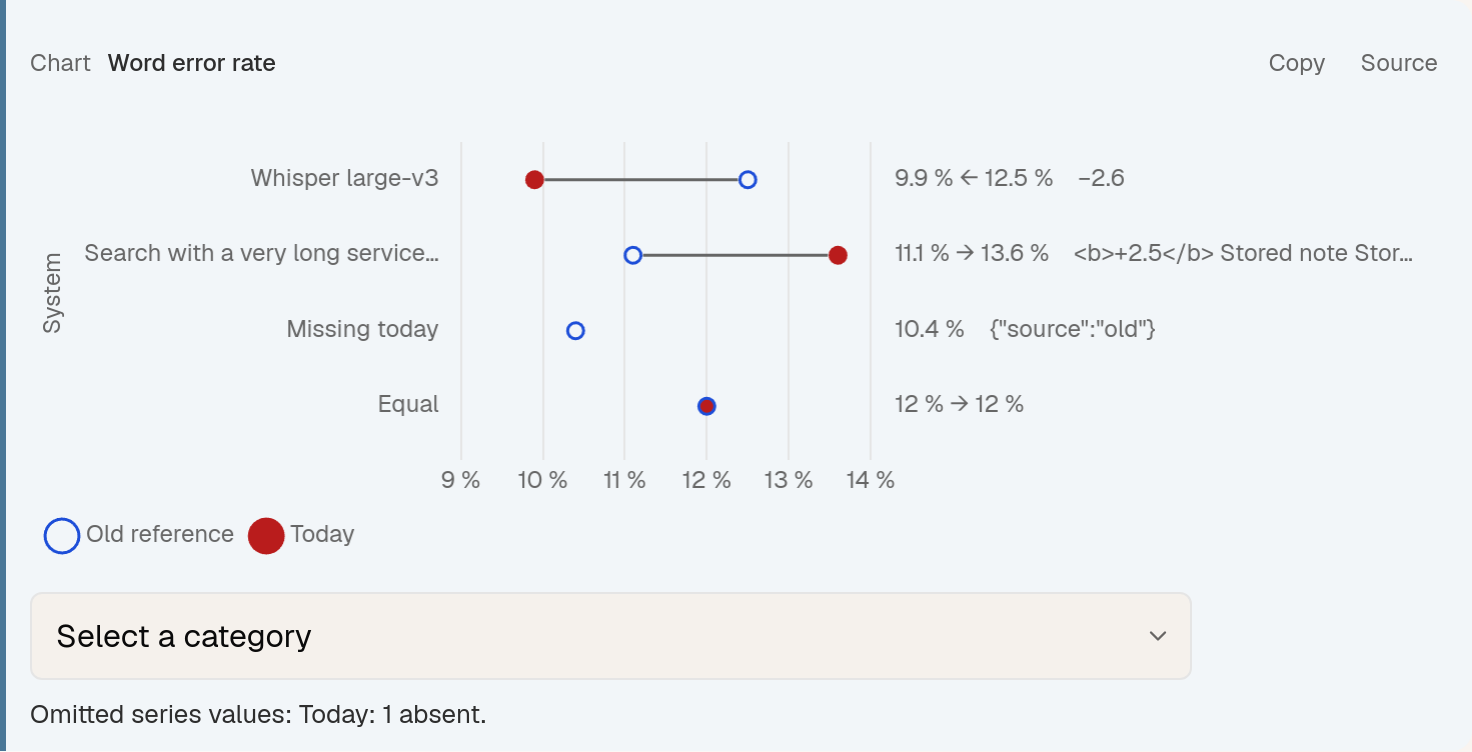 Chart Word error rate Copy Source
Whisper large-v3 9.9 % ← 12.5 % −2.6
Search with a very long service… 11.1 % → 13.6 % <b>+2.5</b> Stored note Stor…
System
Missing today 10.4 % {"source":"old"}
Equal 12 % → 12 %
9 % 10 % 11 % 12 % 13 % 14 %
Old reference Today
Select a category
Omitted series values: Today: 1 absent.